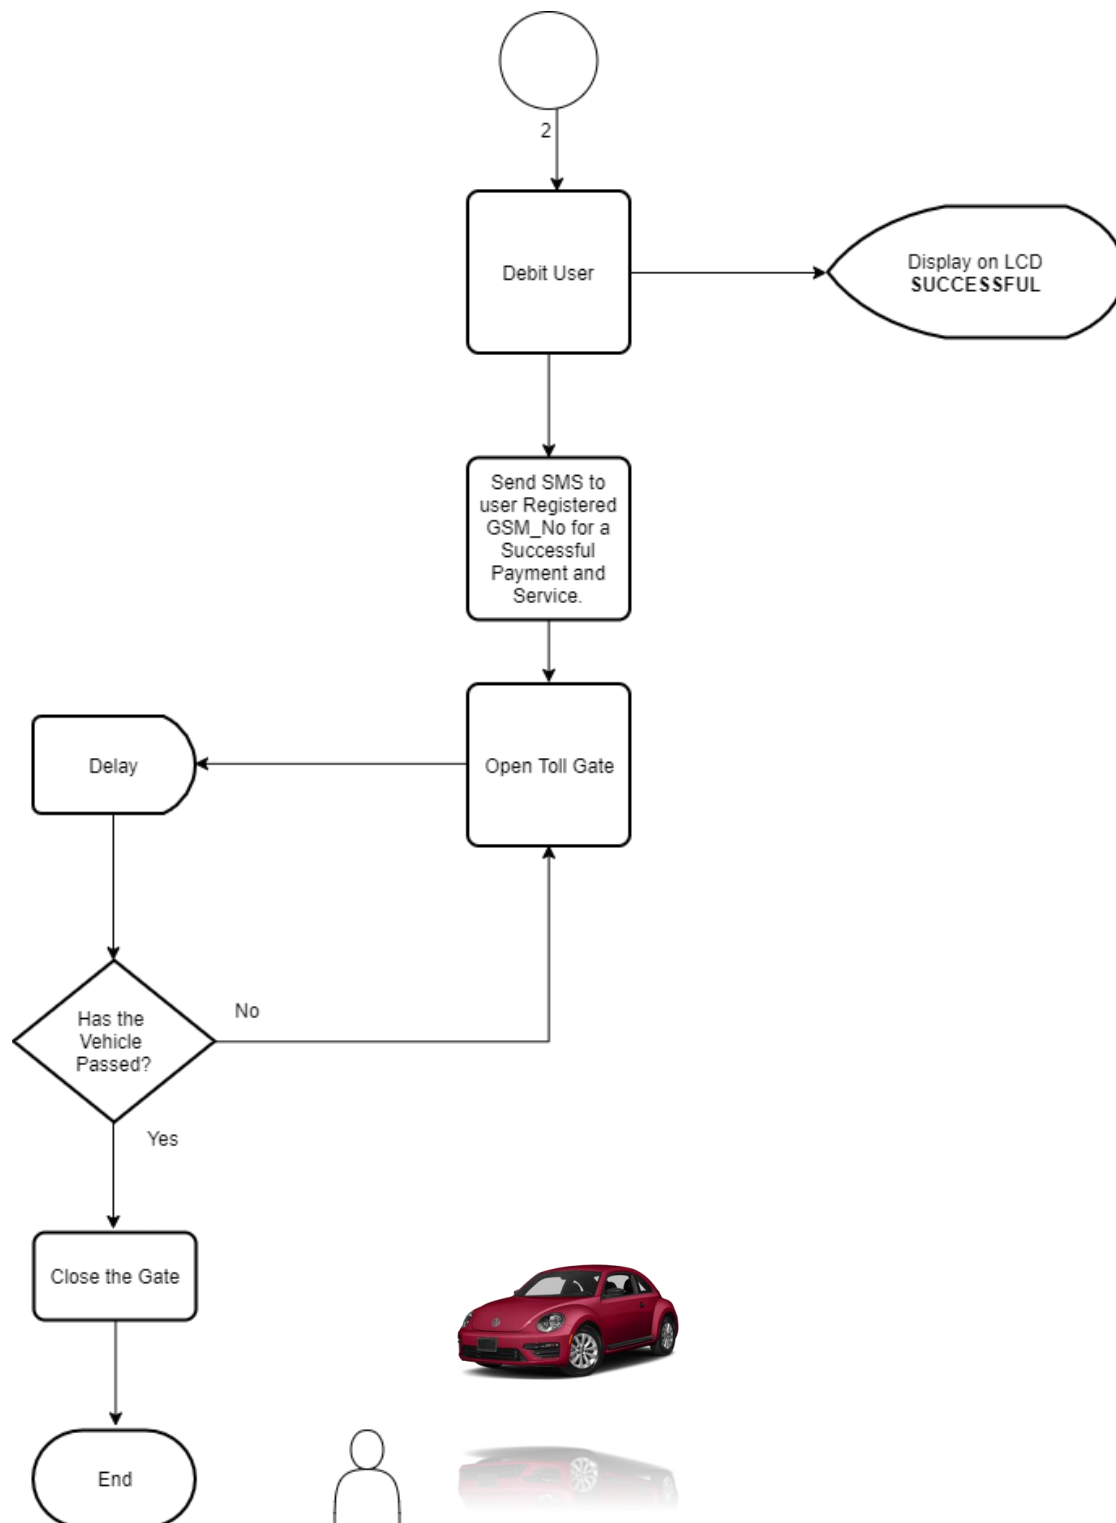 2
Debit User
Display on LCD
SUCCESSFUL
Send SMS to
user Registered
GSM_No for a
Successful
Payment and
Service.
Delay
Open Toll Gate
Has the
Vehicle
Passed?
No
Yes
Close the Gate
End